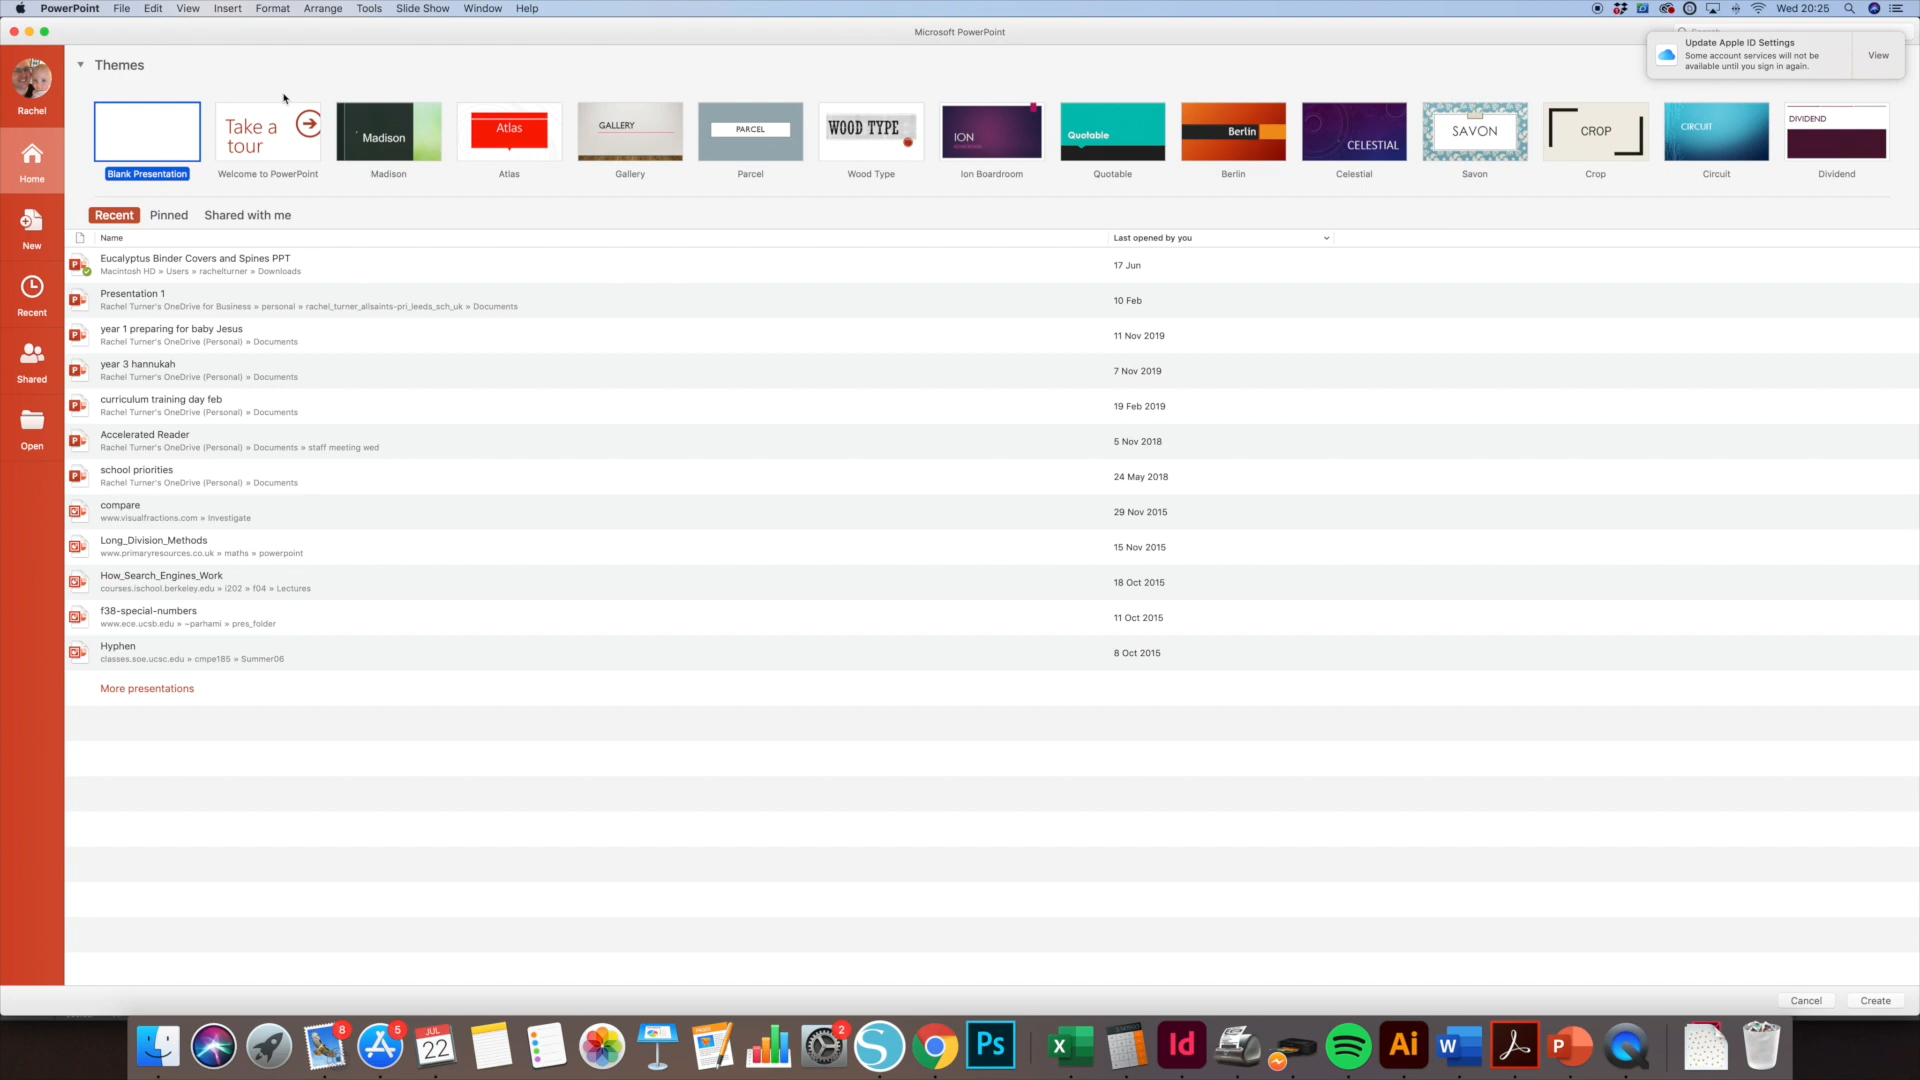 PowerPoint File Edit View Insert Format Arrange Tools Slide Show Window Help Wed 20:25
Microsoft PowerPoint
Update Apple ID Settings
Some account services will not be
available until you sign in again.
View
Rachel
Home
New
Recent
Shared
Open
Themes
Take a
tour
Madison
Atlas
GALLERY
PARCEL
WOOD TYPE
ION
Quotable
Berlin
CELESTIAL
SAVON
CROP
CIRCUIT
DIVIDEND
Blank Presentation Welcome to PowerPoint Madison Atlas Gallery Parcel Wood Type Ion Boardroom Quotable Berlin Celestial Savon Crop Circuit Dividend
Recent Pinned Shared with me
Name Last opened by you
Eucalyptus Binder Covers and Spines PPT
Macintosh HD » Users » rachelturner » Downloads
17 Jun
Presentation 1
Rachel Turner's OneDrive for Business » personal » rachel_turner_allsaints-pri_leeds_sch_uk » Documents
10 Feb
year 1 preparing for baby Jesus
Rachel Turner's OneDrive (Personal) » Documents
11 Nov 2019
year 3 hannukah
Rachel Turner's OneDrive (Personal) » Documents
7 Nov 2019
curriculum training day feb
Rachel Turner's OneDrive (Personal) » Documents
19 Feb 2019
Accelerated Reader
Rachel Turner's OneDrive (Personal) » Documents » staff meeting wed
5 Nov 2018
school priorities
Rachel Turner's OneDrive (Personal) » Documents
24 May 2018
compare
www.visualfractions.com » Investigate
29 Nov 2015
Long_Division_Methods
www.primaryresources.co.uk » maths » powerpoint
15 Nov 2015
How_Search_Engines_Work
courses.ischool.berkeley.edu » i202 » f04 » Lectures
18 Oct 2015
f38-special-numbers
www.ece.ucsb.edu » ~parhami » pres_folder
11 Oct 2015
Hyphen
classes.soe.ucsc.edu » cmpe185 » Summer06
8 Oct 2015
More presentations
Cancel Create
8
5
JUL
22
2
Ps
X
Id
Ai
W
P